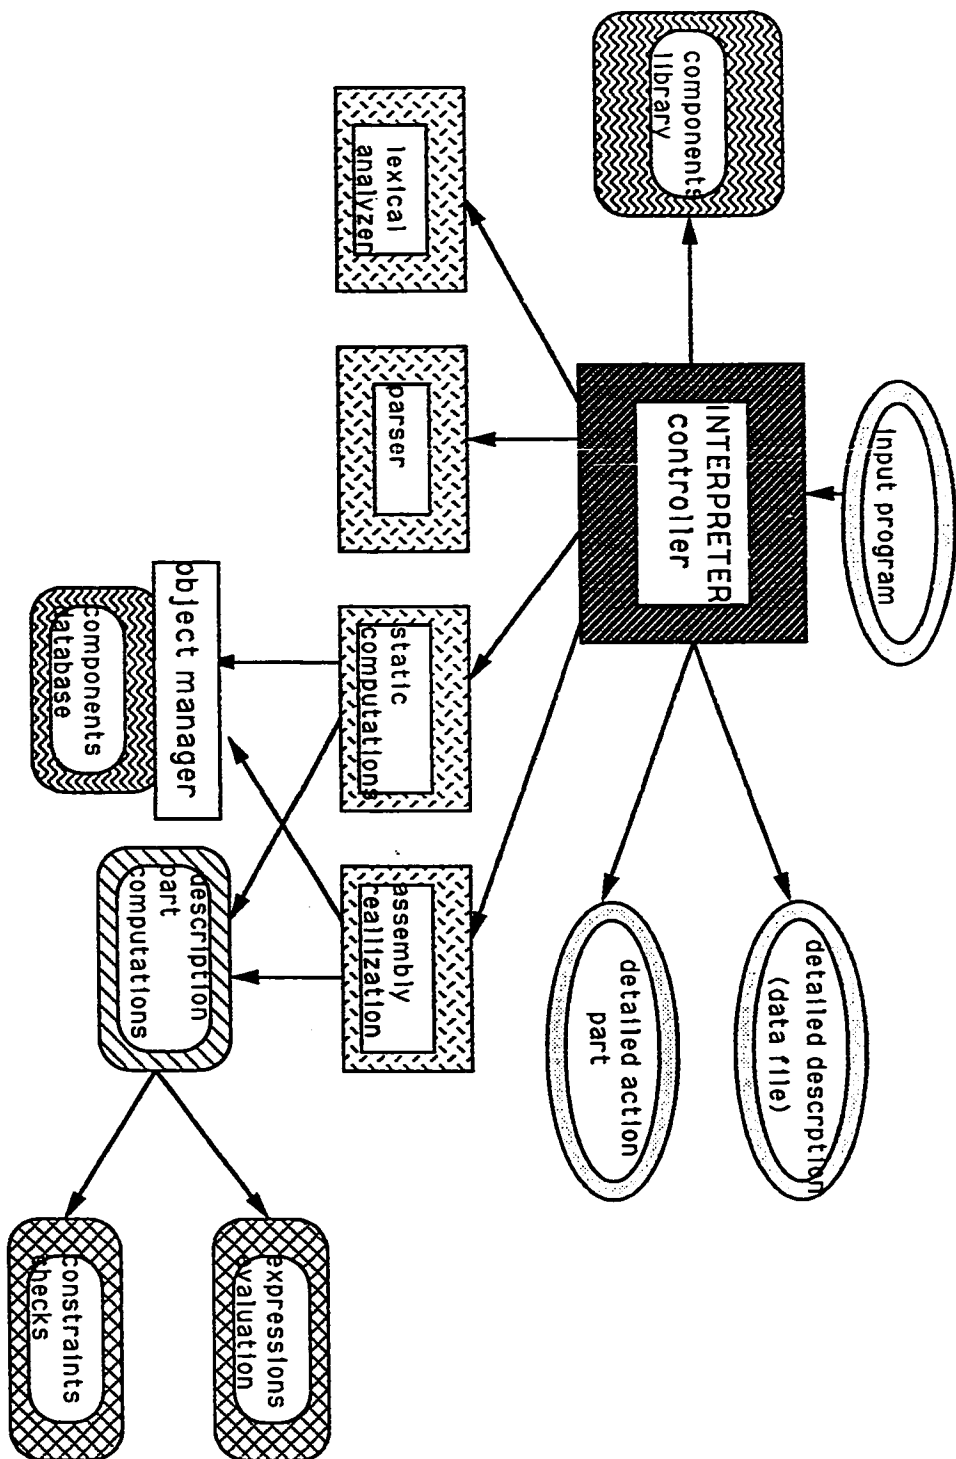 Input program
components
library
INTERPRETER
controller
detailed descrption
(data file)
detailed action
part
lexical
analyzer
parser
static
computations
assembly
reallization
object manager
components
database
description
part
computations
expressions
evaluation
constraints
checks